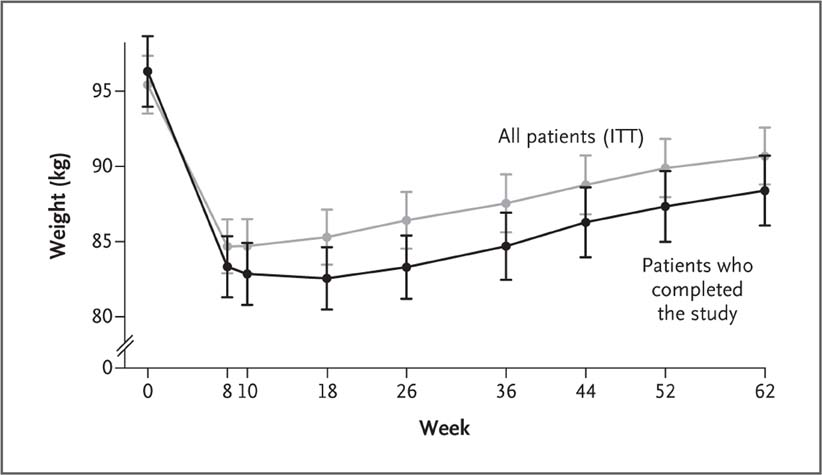 Weight (kg)
95
90
85
80
0
All patients (ITT)
Patients who
completed
the study
0 8 10 18 26 36 44 52 62
Week